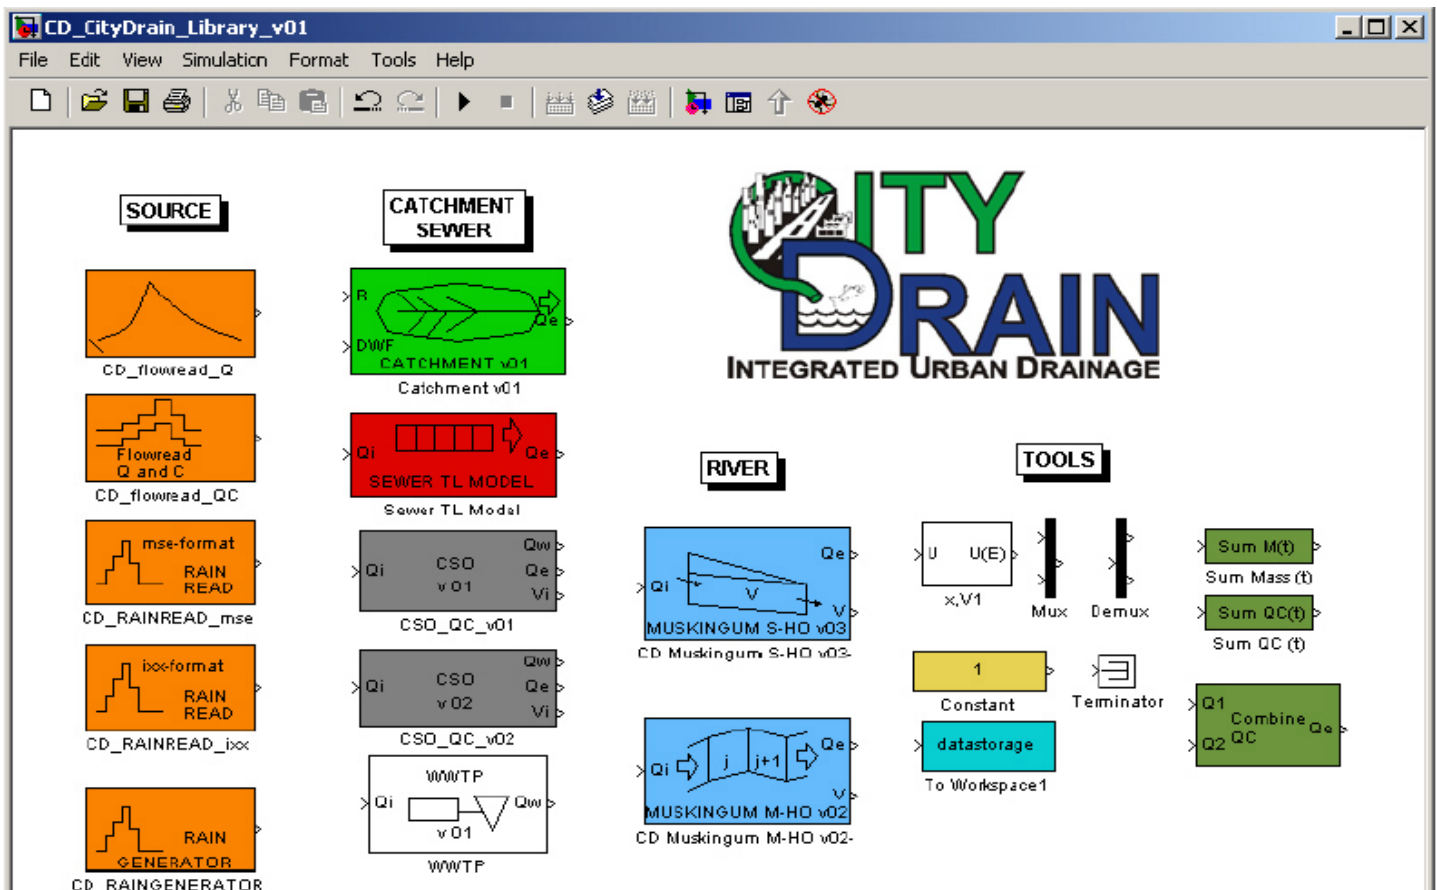 CD_CityDrain_Library_v01
File Edit View Simulation Format Tools Help
SOURCE
CD_flowread_Q
Flowread
Q and C
CD_flowread_QC
mse-format
RAIN
READ
CD_RAINREAD_mse
ixx-format
RAIN
READ
CD_RAINREAD_ixx
RAIN
GENERATOR
CD_RAINGENERATOR
CATCHMENT
SEWER
R
Qe
DWF
CATCHMENT v01
Catchment v01
Qi
Qe
SEWER TL MODEL
Sewer TL Model
Qw
Qi CSO Qe
v 01 Vi
CSO_QC_v01
Qw
Qi CSO Qe
v 02 Vi
CSO_QC_v02
WWTP
Qi Qw
v 01
WWTP
CITY
DRAIN
INTEGRATED URBAN DRAINAGE
RIVER
Qe
Qi
V
V
MUSKINGUM S-HO v03
CD Muskingum S-HO v03-
Qi j j+1 Qe
V
MUSKINGUM M-HO v02
CD Muskingum M-HO v02-
TOOLS
U U(E)
x,V1
Mux
Demux
Sum M(t)
Sum Mass (t)
Sum QC(t)
Sum QC (t)
1
Constant
Terminator
datastorage
To Workspace1
Q1
Combine
Qe
Q2 QC